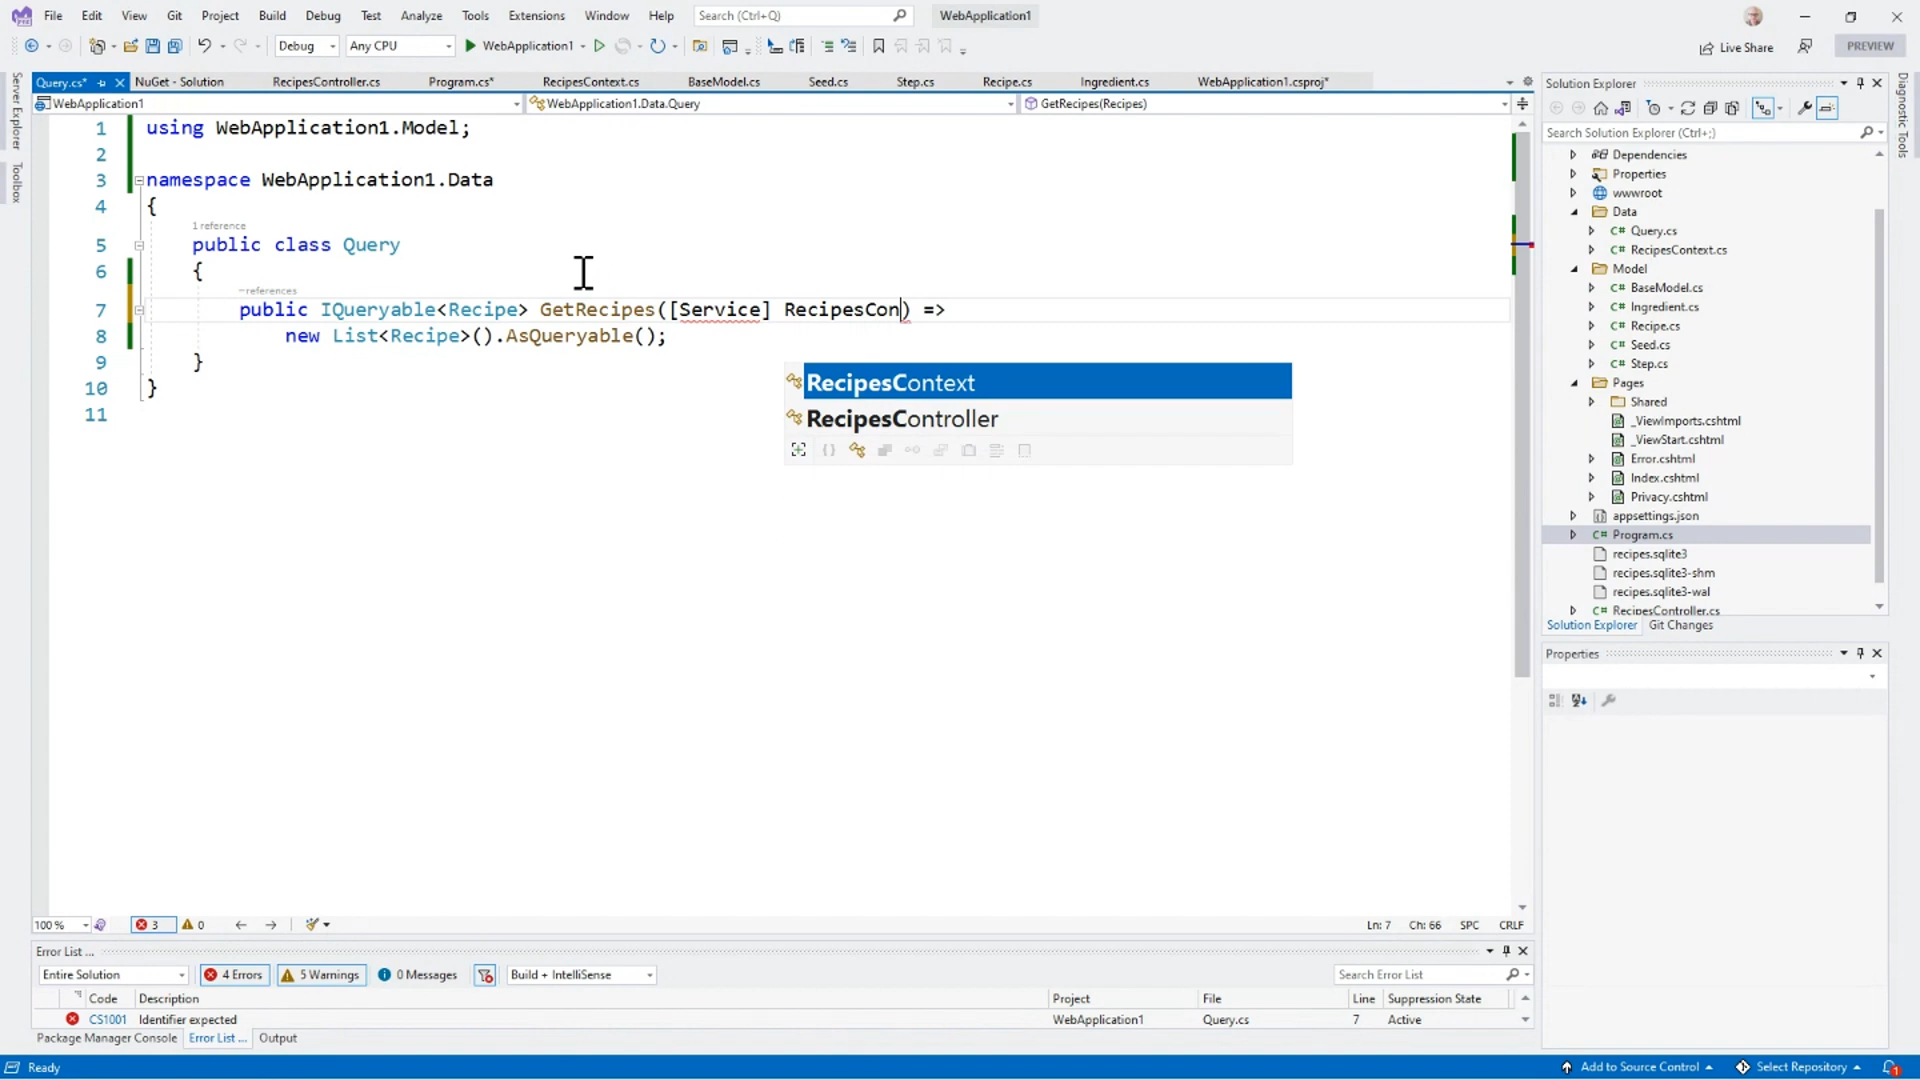 File Edit View Git Project Build Debug Test Analyze Tools Extensions Window Help Search (Ctrl+Q) WebApplication1
Debug Any CPU WebApplication1 Live Share PREVIEW
Query.cs* NuGet - Solution RecipesController.cs Program.cs* RecipesContext.cs BaseModel.cs Seed.cs Step.cs Recipe.cs Ingredient.cs WebApplication1.csproj*
WebApplication1 WebApplication1.Data.Query GetRecipes(Recipes)
Server Explorer
Toolbox
1 using WebApplication1.Model;
2
3 namespace WebApplication1.Data
4 {
1 reference
5 public class Query
6 {
-references
7 public IQueryable<Recipe> GetRecipes([Service] RecipesCon) =>
8 new List<Recipe>().AsQueryable();
9 }
10 }
11
RecipesContext
RecipesController
100 % 3 0 Ln: 7 Ch: 66 SPC CRLF
Error List ...
Entire Solution 4 Errors 5 Warnings 0 Messages Build + IntelliSense Search Error List
Code Description Project File Line Suppression State
CS1001 Identifier expected WebApplication1 Query.cs 7 Active
Package Manager Console Error List ... Output
Solution Explorer
Search Solution Explorer (Ctrl+;)
Dependencies
Properties
wwwroot
Data
C# Query.cs
C# RecipesContext.cs
Model
C# BaseModel.cs
C# Ingredient.cs
C# Recipe.cs
C# Seed.cs
C# Step.cs
Pages
Shared
_ViewImports.cshtml
_ViewStart.cshtml
Error.cshtml
Index.cshtml
Privacy.cshtml
appsettings.json
C# Program.cs
recipes.sqlite3
recipes.sqlite3-shm
recipes.sqlite3-wal
C# RecipesController.cs
Solution Explorer Git Changes
Properties
Diagnostic Tools
Ready Add to Source Control Select Repository 1